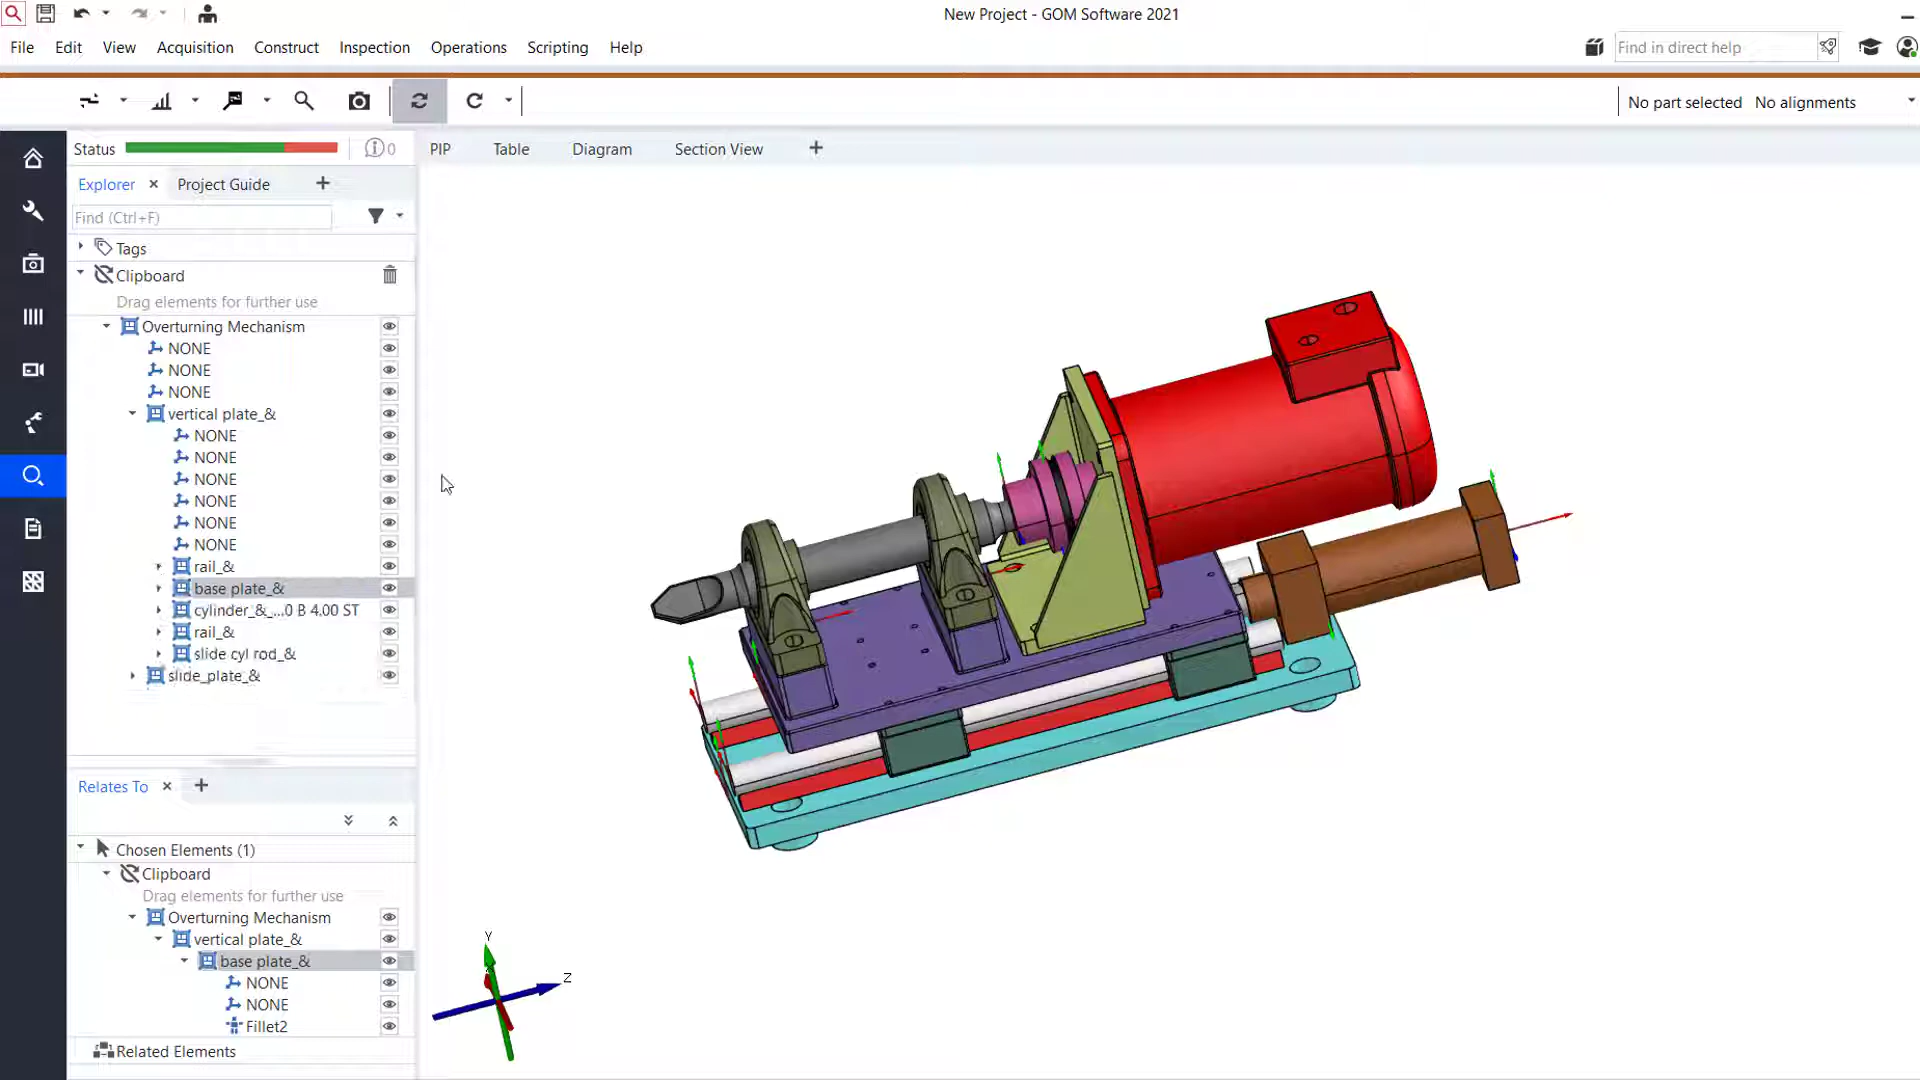 New Project - GOM Software 2021
File Edit View Acquisition Construct Inspection Operations Scripting Help
Find in direct help
No part selected No alignments
Status 0
PIP Table Diagram Section View +
Explorer × Project Guide +
Find (Ctrl+F)
Tags
Clipboard
Drag elements for further use
Overturning Mechanism
NONE
NONE
NONE
vertical plate_&
NONE
NONE
NONE
NONE
NONE
NONE
rail_&
base plate_&
cylinder_&_...0 B 4.00 ST
rail_&
slide cyl rod_&
slide_plate_&
Relates To × +
Chosen Elements (1)
Clipboard
Drag elements for further use
Overturning Mechanism
vertical plate_&
base plate_&
NONE
NONE
Fillet2
Related Elements
Y
Z